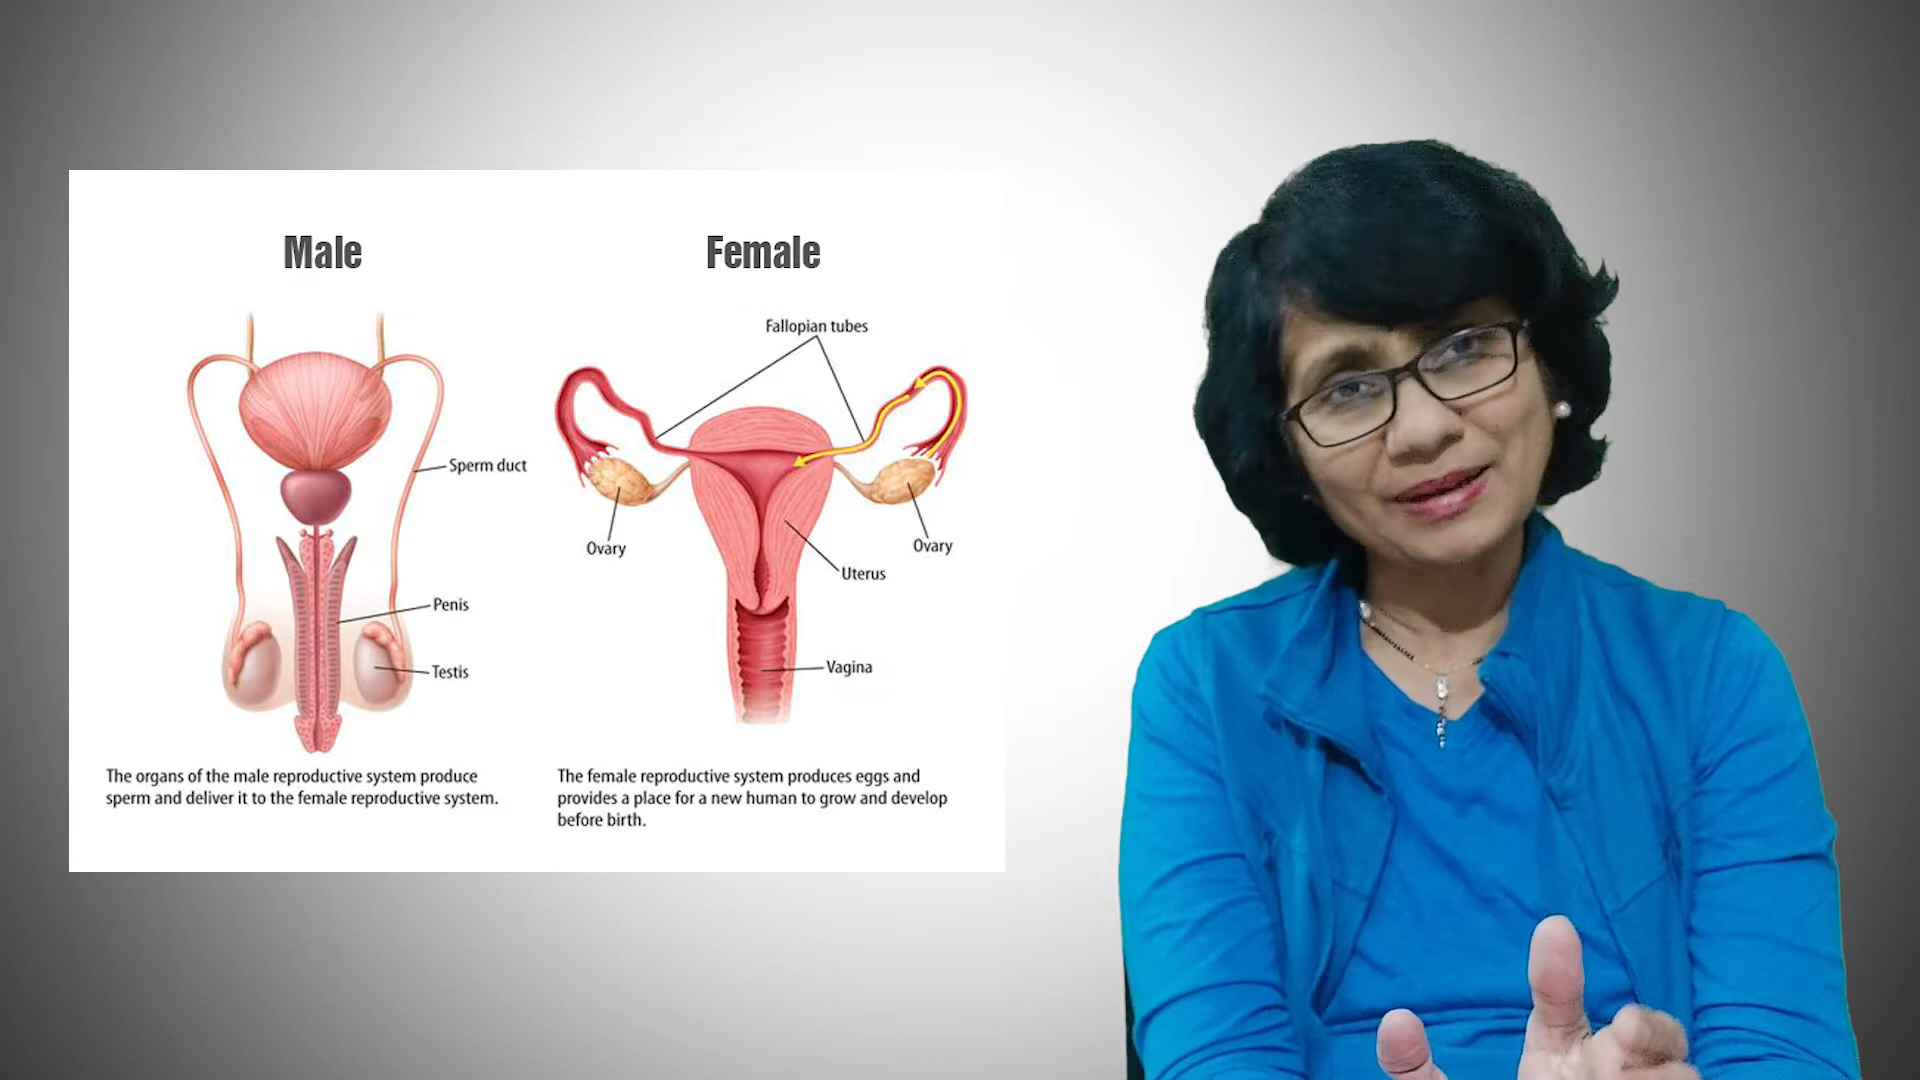 Male
Female
Fallopian tubes
Sperm duct
Ovary
Ovary
Uterus
Penis
Vagina
Testis
The organs of the male reproductive system produce
sperm and deliver it to the female reproductive system.
The female reproductive system produces eggs and
provides a place for a new human to grow and develop
before birth.